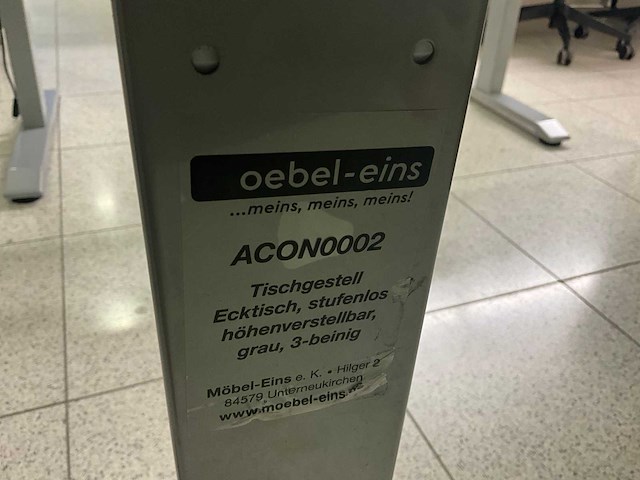 oebel-eins
...meins, meins, meins!
ACON0002
Tischgestell
Ecktisch, stufenlos
höhenverstellbar,
grau, 3-beinig
Möbel-Eins e. K. • Hilger 2
84579 Unterneukirchen
www.moebel-eins.